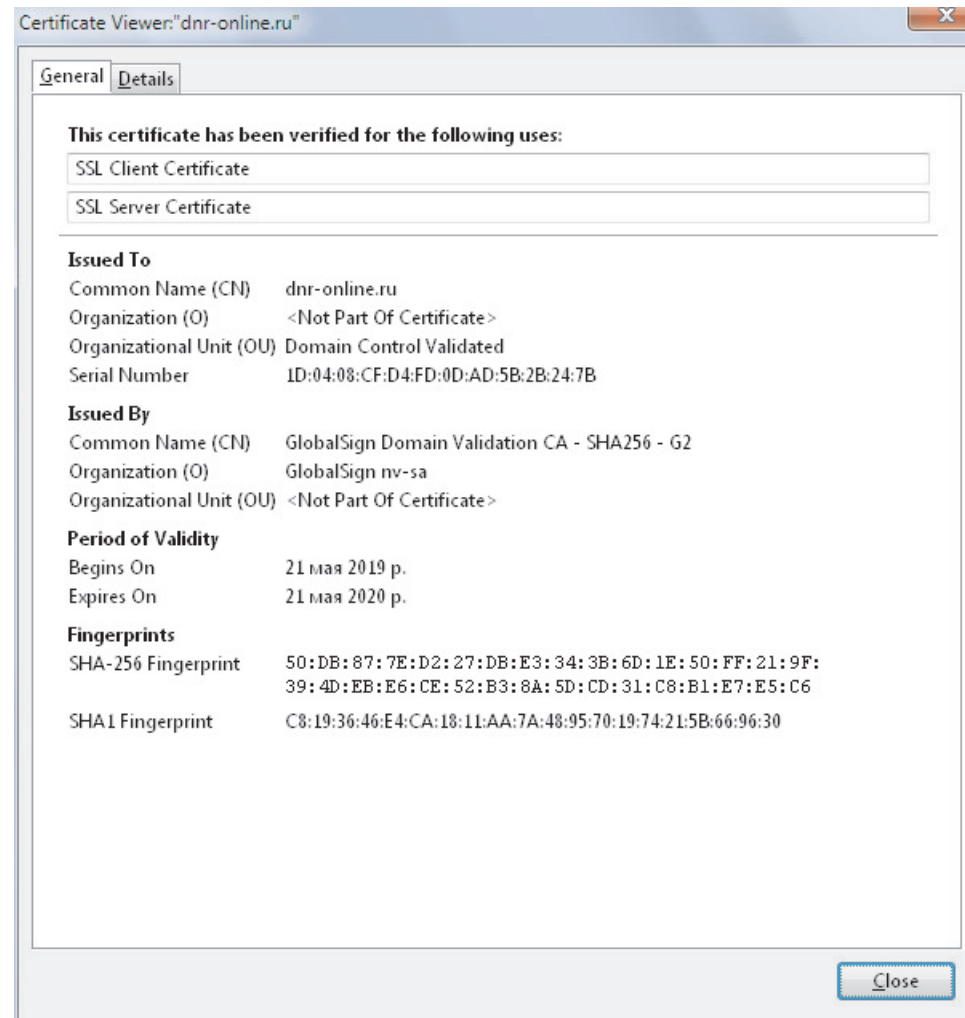 Certificate Viewer:"dnr-online.ru"
General Details
This certificate has been verified for the following uses:
SSL Client Certificate
SSL Server Certificate
Issued To
Common Name (CN) dnr-online.ru
Organization (O) <Not Part Of Certificate>
Organizational Unit (OU) Domain Control Validated
Serial Number 1D:04:08:CF:D4:FD:0D:AD:5B:2B:24:7B
Issued By
Common Name (CN) GlobalSign Domain Validation CA - SHA256 - G2
Organization (O) GlobalSign nv-sa
Organizational Unit (OU) <Not Part Of Certificate>
Period of Validity
Begins On 21 мая 2019 р.
Expires On 21 мая 2020 р.
Fingerprints
SHA-256 Fingerprint 50:DB:87:7E:D2:27:DB:E3:34:3B:6D:1E:50:FF:21:9F:
39:4D:EB:E6:CE:52:B3:8A:5D:CD:31:C8:B1:E7:E5:C6
SHA1 Fingerprint C8:19:36:46:E4:CA:18:11:AA:7A:48:95:70:19:74:21:5B:66:96:30
Close